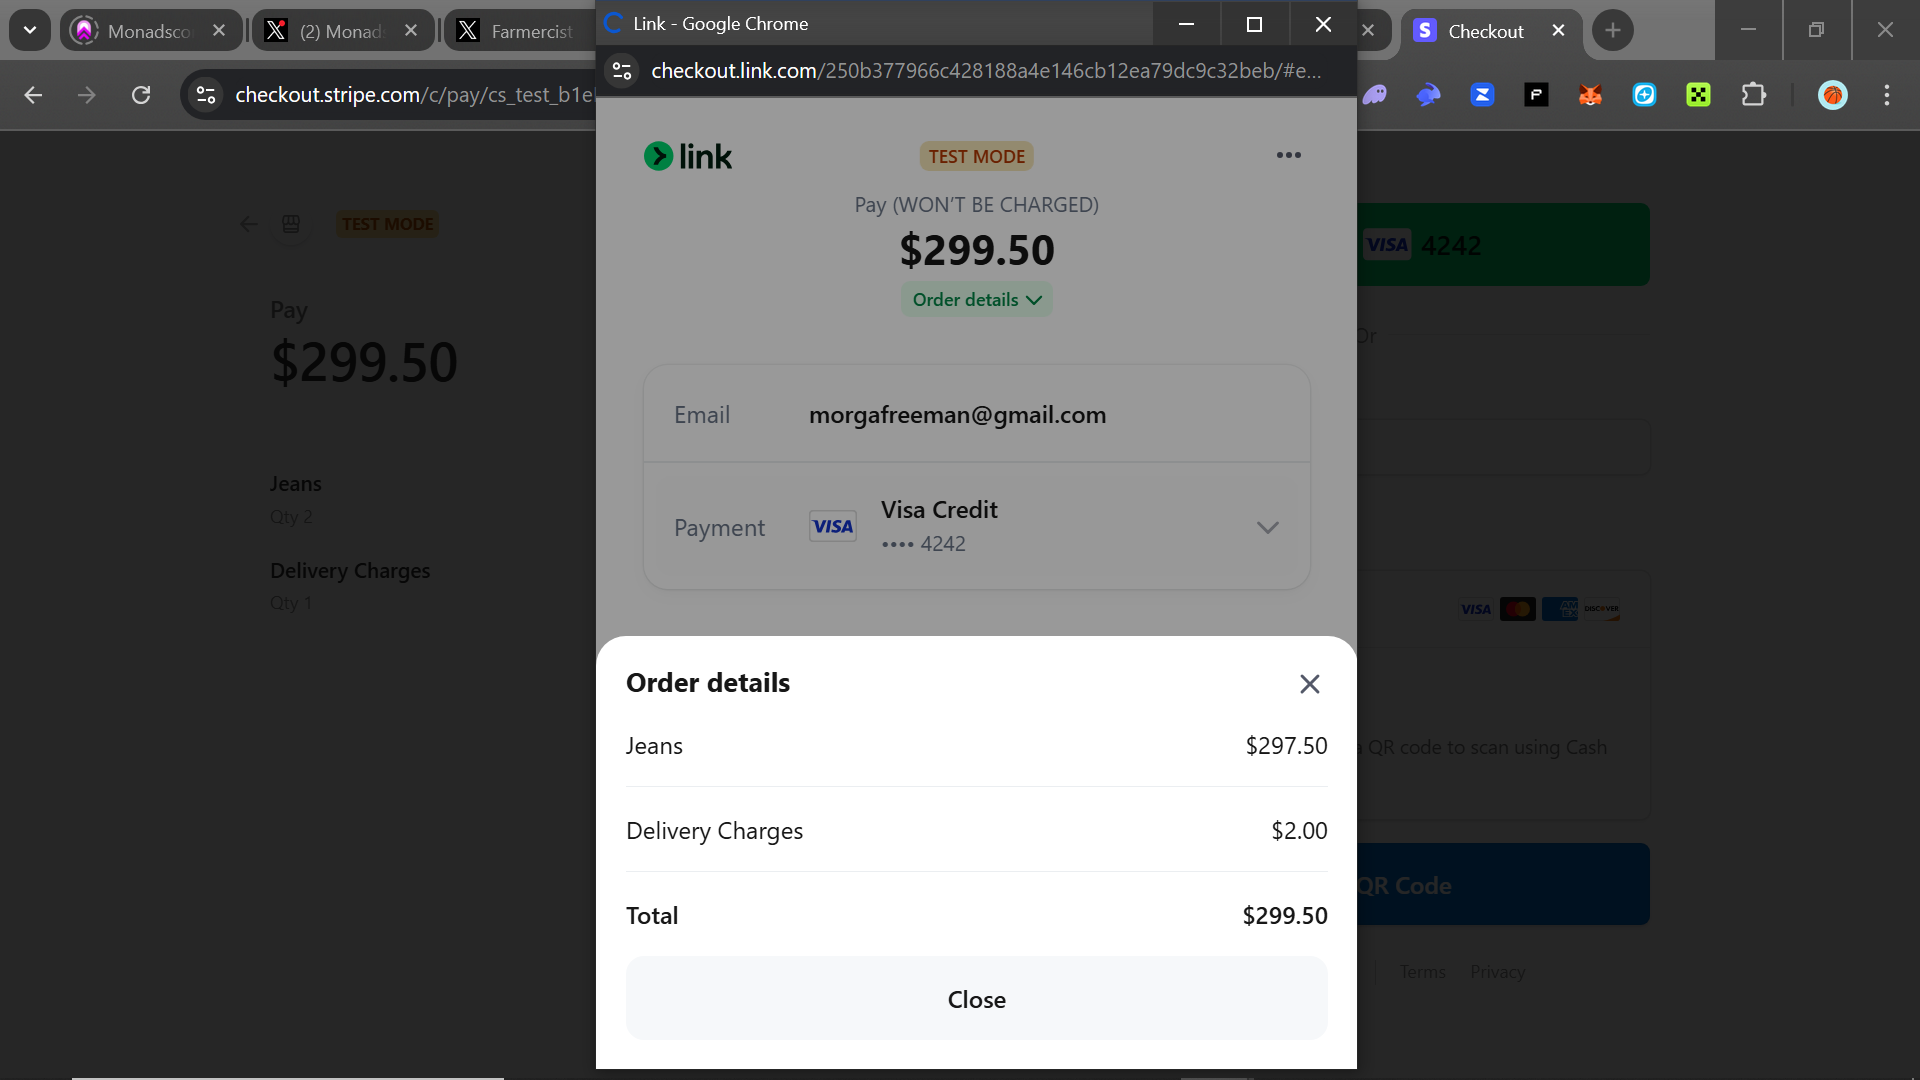 Monadsco
(2) Monads
Farmercist
Link - Google Chrome
Checkout
checkout.stripe.com/c/pay/cs_test_b1e
checkout.link.com/250b377966c428188a4e146cb12ea79dc9c32beb/#e...
TEST MODE
Pay
$299.50
Jeans
Qty 2
Delivery Charges
Qty 1
link
TEST MODE
Pay (WON'T BE CHARGED)
$299.50
Order details
Email morgafreeman@gmail.com
Payment VISA Visa Credit
•••• 4242
Order details
Jeans $297.50
Delivery Charges $2.00
Total $299.50
Close
VISA 4242
Or
VISA DISCOVER
a QR code to scan using Cash
QR Code
Terms Privacy